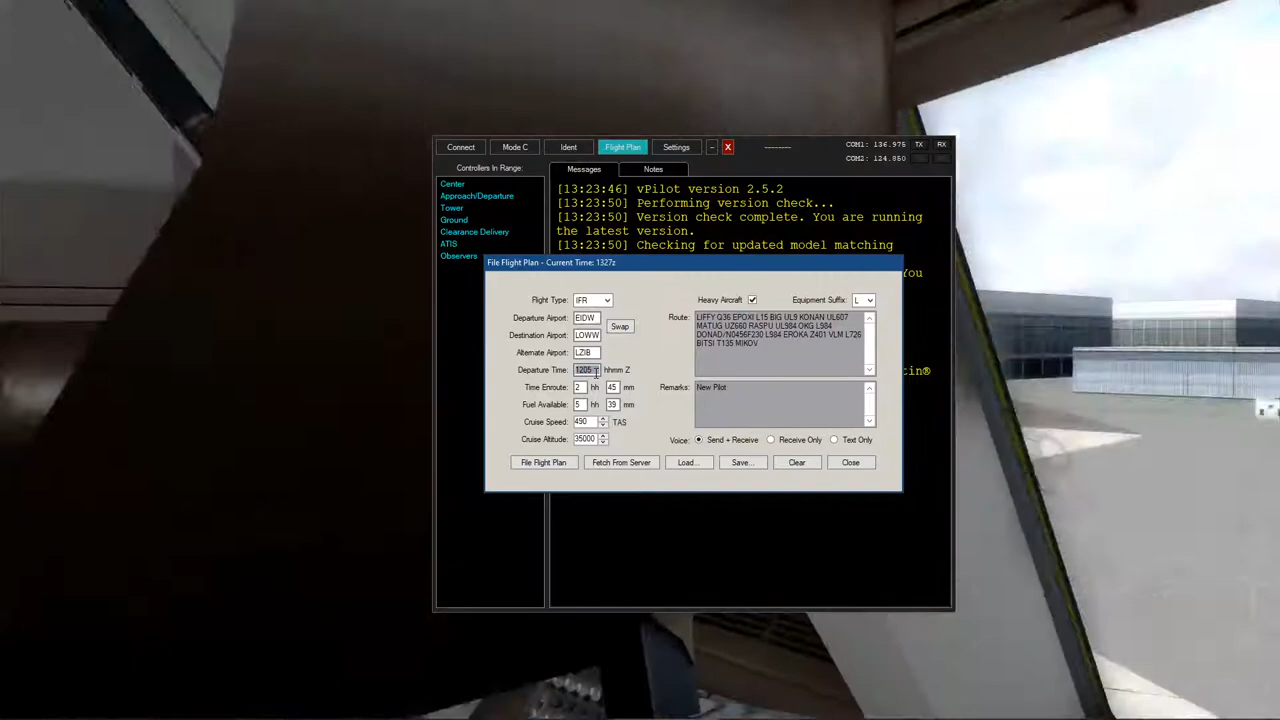 Connect Mode C Ident Flight Plan Settings – X -------- COM1: 136.975 TX RX
COM2: 124.850
Controllers In Range: Messages Notes
Center
Approach/Departure
Tower
Ground
Clearance Delivery
ATIS
Observers
[13:23:46] vPilot version 2.5.2
[13:23:50] Performing version check...
[13:23:50] Version check complete. You are running
the latest version.
[13:23:50] Checking for updated model matching
You
tin®
File Flight Plan - Current Time: 1327z
Flight Type: IFR
Departure Airport: EIDW
Swap
Destination Airport: LOWW
Alternate Airport: LZIB
Departure Time: 1205 hhmm Z
Time Enroute: 2 hh 45 mm
Fuel Available: 5 hh 39 mm
Cruise Speed: 490 TAS
Cruise Altitude: 35000
Heavy Aircraft Equipment Suffix: L
Route: LIFFY Q36 EPOXI L15 BIG UL9 KONAN UL607
MATUG UZ660 RASPU UL984 OKG L984
DONAD/N0456F230 L984 EROKA Z401 VLM L726
BITSI T135 MIKOV
Remarks: New Pilot
Voice: Send + Receive Receive Only Text Only
File Flight Plan Fetch From Server Load... Save... Clear Close